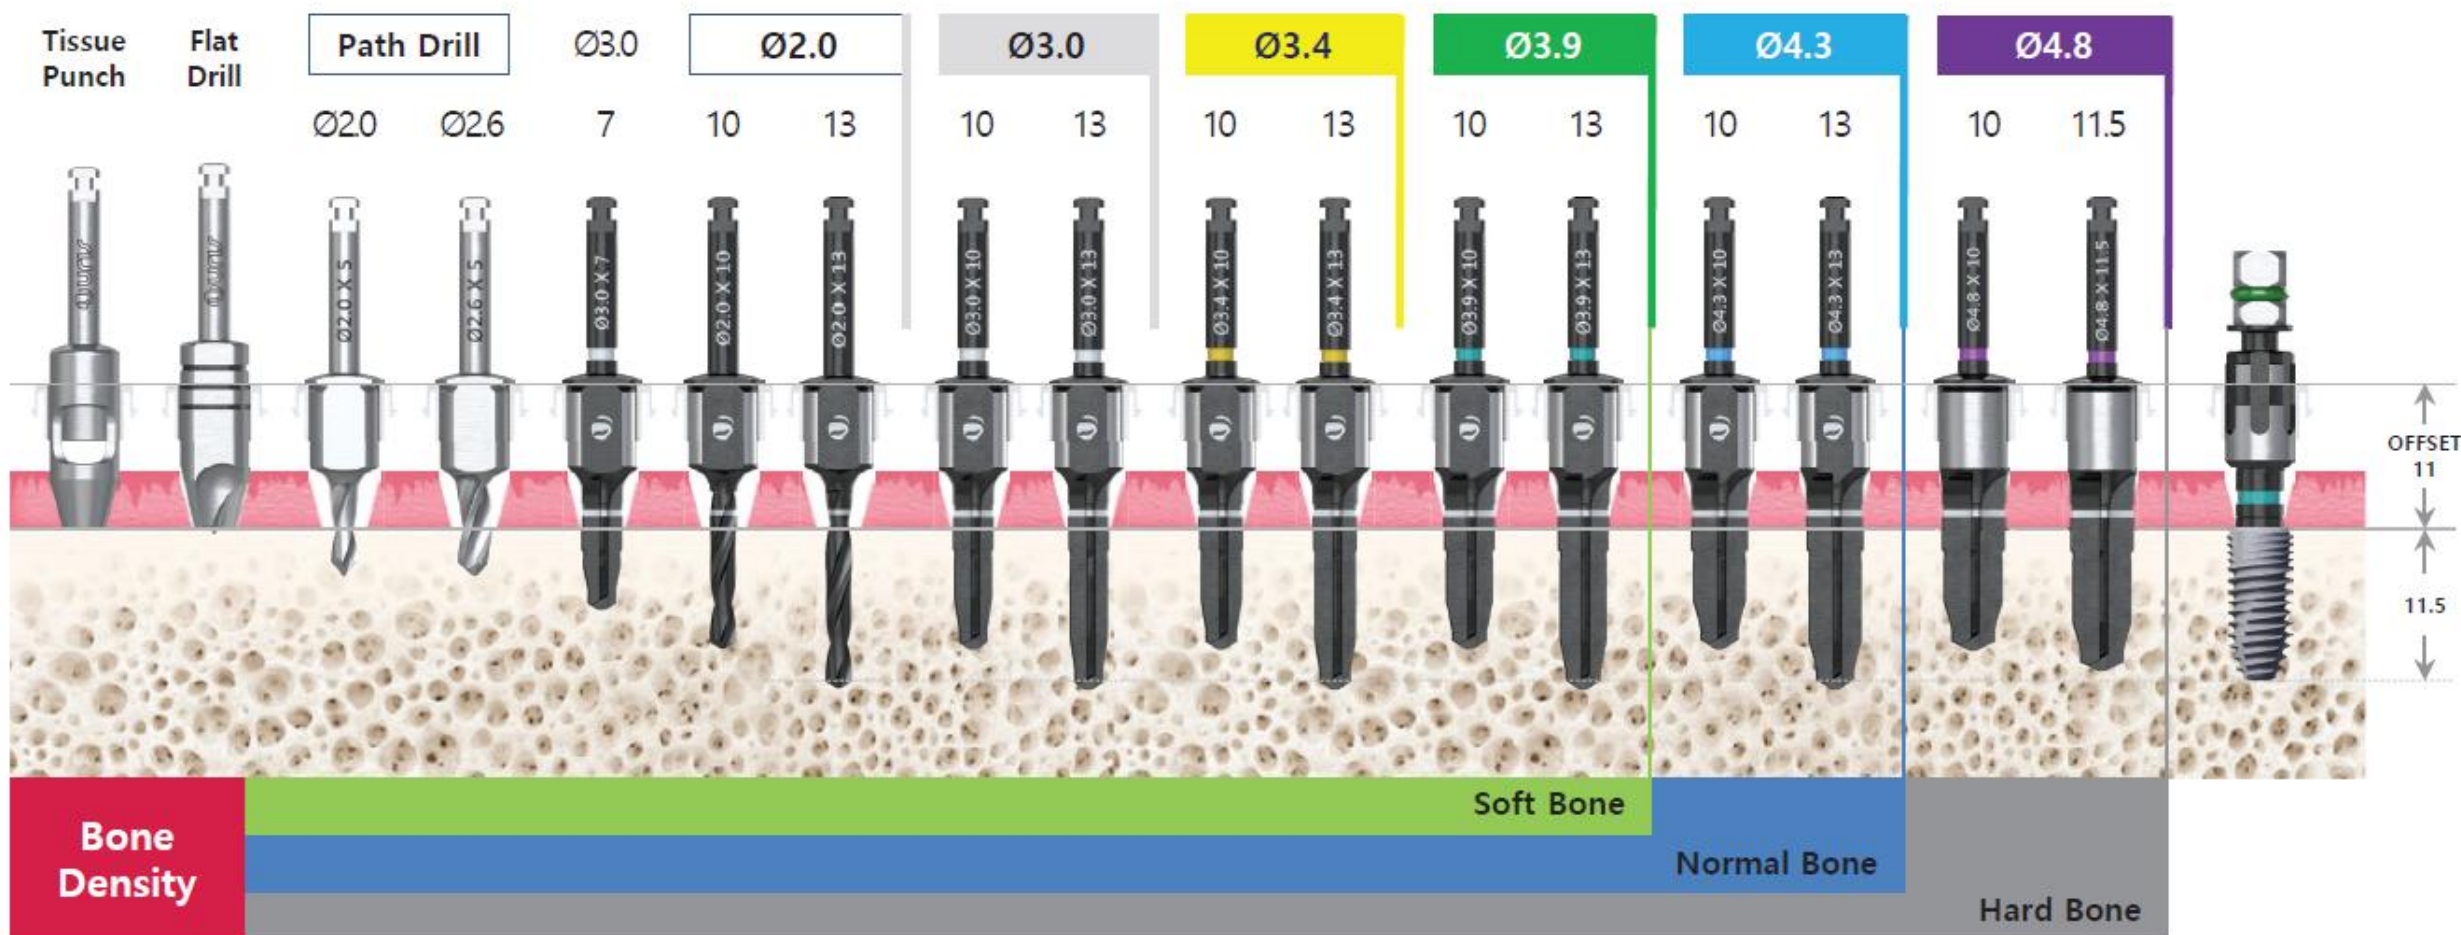 Tissue
Punch
Flat
Drill
Path Drill
Ø3.0
Ø2.0
Ø3.0
Ø3.4
Ø3.9
Ø4.3
Ø4.8
Ø2.0
Ø2.6
7
10
13
10
13
10
13
10
13
10
13
10
11.5
Ø2.0 X 5
Ø2.6 X 5
Ø3.0 X 7
Ø2.0 X 10
Ø2.0 X 13
Ø3.0 X 10
Ø3.0 X 13
Ø3.4 X 10
Ø3.4 X 13
Ø3.9 X 10
Ø3.9 X 13
Ø4.3 X 10
Ø4.3 X 13
Ø4.8 X 10
Ø4.8 X 11.5
OFFSET
11
11.5
Bone
Density
Soft Bone
Normal Bone
Hard Bone